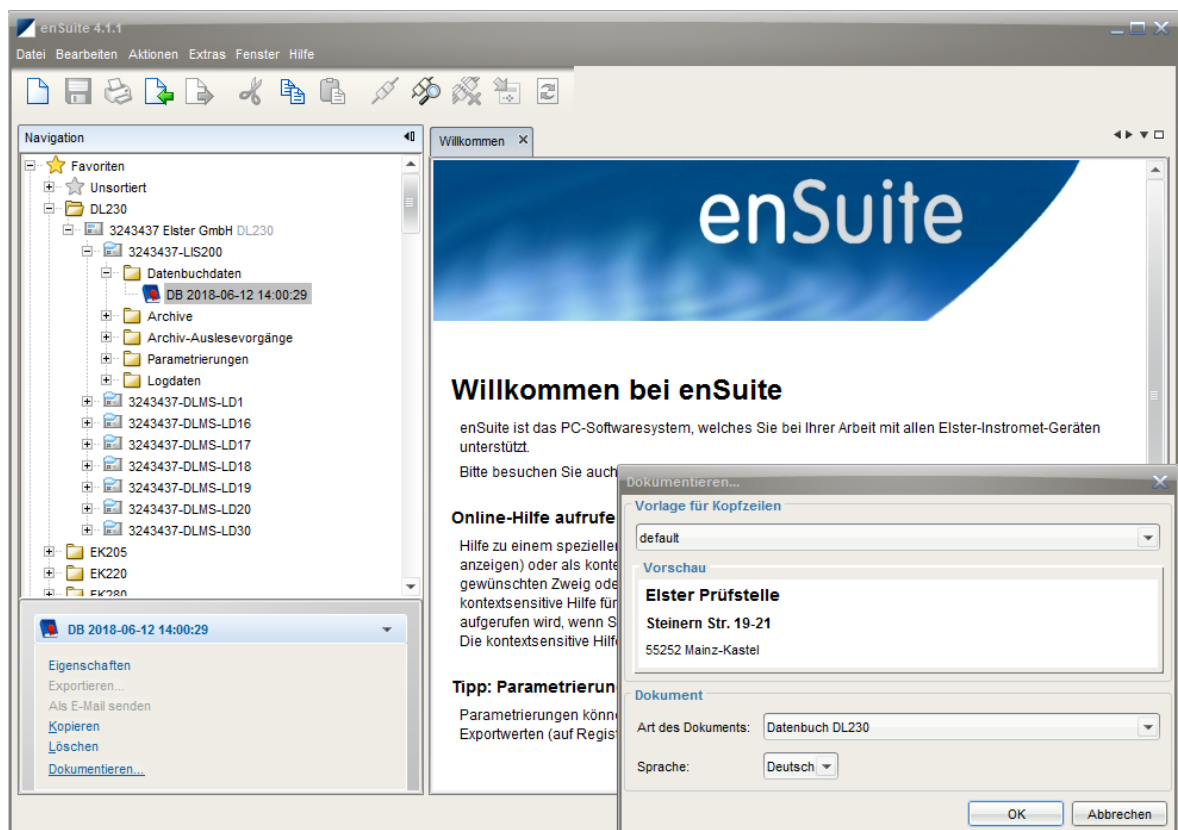 enSuite 4.1.1
Datei Bearbeiten Aktionen Extras Fenster Hilfe
Navigation
Favoriten
Unsortiert
DL230
3243437 Elster GmbH DL230
3243437-LIS200
Datenbuchdaten
DB 2018-06-12 14:00:29
Archive
Archiv-Auslesevorgänge
Parametrierungen
Logdaten
3243437-DLMS-LD1
3243437-DLMS-LD16
3243437-DLMS-LD17
3243437-DLMS-LD18
3243437-DLMS-LD19
3243437-DLMS-LD20
3243437-DLMS-LD30
EK205
EK220
EK280
DB 2018-06-12 14:00:29
Eigenschaften
Exportieren...
Als E-Mail senden
Kopieren
Löschen
Dokumentieren...
Willkommen
enSuite
Willkommen bei enSuite
enSuite ist das PC-Softwaresystem, welches Sie bei Ihrer Arbeit mit allen Elster-Instromet-Geräten
unterstützt.
Bitte besuchen Sie auch
Online-Hilfe aufrufe
Hilfe zu einem speziellen
anzeigen) oder als konte
gewünschten Zweig ode
kontextsensitive Hilfe für
aufgerufen wird, wenn S
Die kontextsensitive Hilf
Tipp: Parametrierun
Parametrierungen könn
Exportwerten (auf Regis
Dokumentieren...
Vorlage für Kopfzeilen
default
Vorschau
Elster Prüfstelle
Steinern Str. 19-21
55252 Mainz-Kastel
Dokument
Art des Dokuments: Datenbuch DL230
Sprache: Deutsch
OK Abbrechen